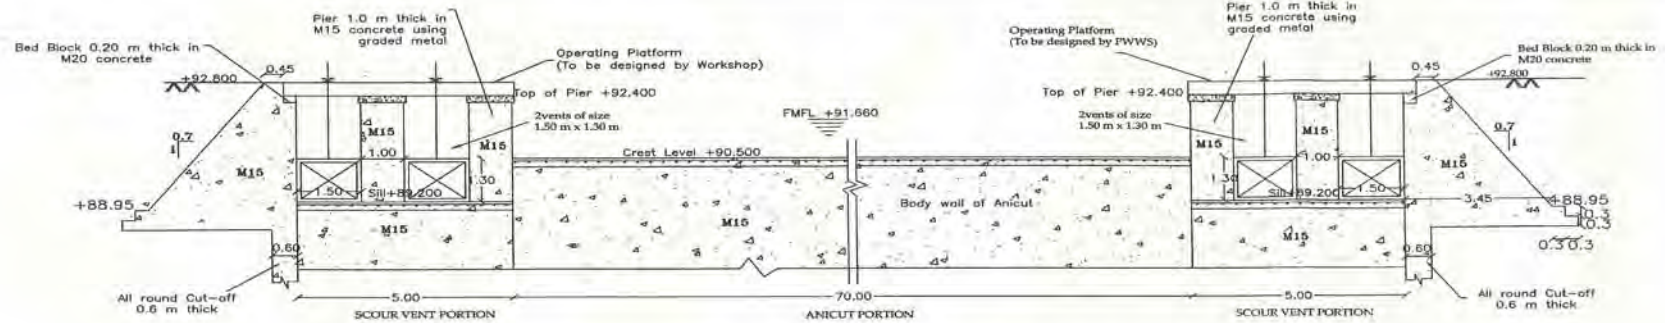 Pier 1.0 m thick in
M15 concrete using
graded metal
Bed Block 0.20 m thick in
M20 concrete
Operating Platform
(To be designed by Workshop)
+92.800
0.45
Top of Pier +92.400
2vents of size
1.50 m x 1.30 m
M15
1.00
0.7
1
M15
M15
1.30
1.50
Sill+89.200
+88.95
M15
0.60
All round Cut-off
0.6 m thick
5.00
SCOUR VENT PORTION
FMFL +91.660
Crest Level +90.500
M15
Body wall of Anicut
70.00
ANICUT PORTION
Pier 1.0 m thick in
M15 concrete using
graded metal
Operating Platform
(To be designed by PWWS)
Bed Block 0.20 m thick in
M20 concrete
0.45
+92.800
Top of Pier +92.400
2vents of size
1.50 m x 1.30 m
M15
M15
1.00
0.7
1
M15
1.30
1.50
Sill+89.200
3.45
+88.95
0.3
0.3
0.3 0.3
M15
0.60
All round Cut-off
0.6 m thick
5.00
SCOUR VENT PORTION